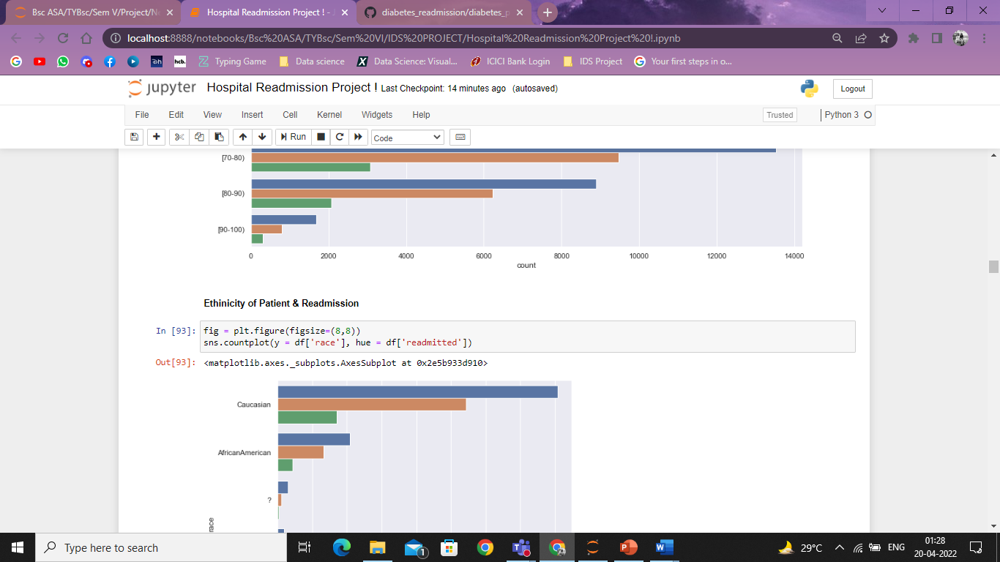 Bsc ASA/TYBsc/Sem V/Project/N
Hospital Readmission Project ! - J
diabetes_readmission/diabetes_p
localhost:8888/notebooks/Bsc%20ASA/TYBsc/Sem%20VI/IDS%20PROJECT/Hospital%20Readmission%20Project%20!.ipynb
hcb. Typing Game Data science X Data Science: Visual... ICICI Bank Login IDS Project Your first steps in o...
jupyter Hospital Readmission Project ! Last Checkpoint: 14 minutes ago (autosaved) Logout
File Edit View Insert Cell Kernel Widgets Help Trusted Python 3
Run Code
[70-80)
[80-90)
[90-100)
0 2000 4000 6000 8000 10000 12000 14000
count
Ethinicity of Patient & Readmission
In [93]: fig = plt.figure(figsize=(8,8))
sns.countplot(y = df['race'], hue = df['readmitted'])
Out[93]: <matplotlib.axes._subplots.AxesSubplot at 0x2e5b933d910>
Caucasian
AfricanAmerican
?
race
Type here to search
1
29°C ENG
01:28
20-04-2022